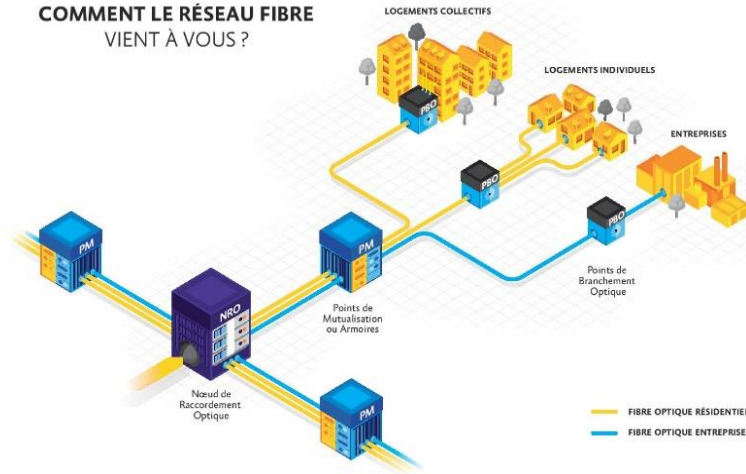 COMMENT LE RÉSEAU FIBRE
VIENT À VOUS ?
LOGEMENTS COLLECTIFS
LOGEMENTS INDIVIDUELS
ENTREPRISES
PBO
PBO
PBO
Points de
Branchement
Optique
PM
PM
Points de
Mutualisation
ou Armoires
NRO
Nœud de
Raccordement
Optique
PM
FIBRE OPTIQUE RÉSIDENTIEL
FIBRE OPTIQUE ENTREPRISE